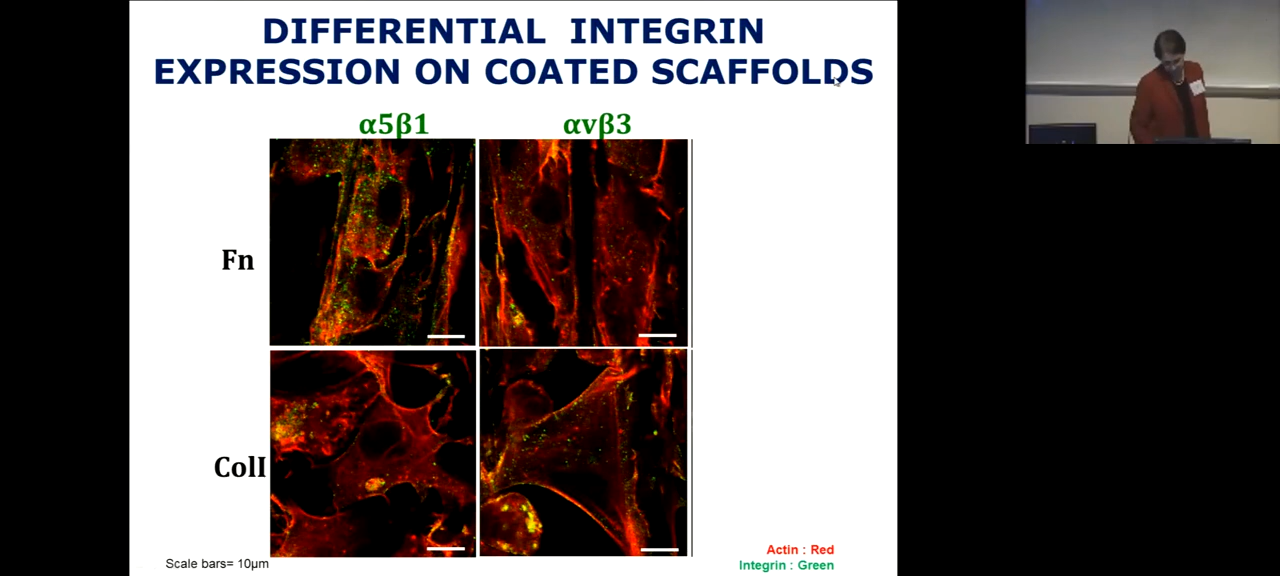 DIFFERENTIAL INTEGRIN
EXPRESSION ON COATED SCAFFOLDS
α5β1 αvβ3
Fn
ColI
Actin : Red
Scale bars= 10μm
Integrin : Green